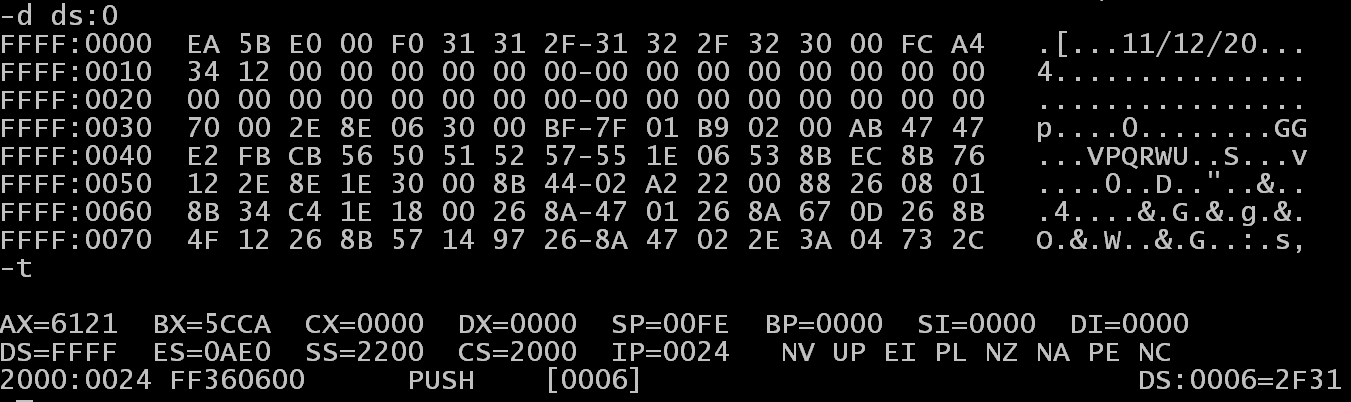 -d ds:0
FFFF:0000  EA 5B E0 00 F0 31 31 2F-31 32 2F 32 30 00 FC A4   .[...11/12/20...
FFFF:0010  34 12 00 00 00 00 00 00-00 00 00 00 00 00 00 00   4...............
FFFF:0020  00 00 00 00 00 00 00 00-00 00 00 00 00 00 00 00   ................
FFFF:0030  70 00 2E 8E 06 30 00 BF-7F 01 B9 02 00 AB 47 47   p....0........GG
FFFF:0040  E2 FB CB 56 50 51 52 57-55 1E 06 53 8B EC 8B 76   ...VPQRWU..S...v
FFFF:0050  12 2E 8E 1E 30 00 8B 44-02 A2 22 00 88 26 08 01   ....0..D.."..&..
FFFF:0060  8B 34 C4 1E 18 00 26 8A-47 01 26 8A 67 0D 26 8B   .4....&.G.&.g.&.
FFFF:0070  4F 12 26 8B 57 14 97 26-8A 47 02 2E 3A 04 73 2C   O.&.W..&.G..:.s,
-t
AX=6121  BX=5CCA  CX=0000  DX=0000  SP=00FE  BP=0000  SI=0000  DI=0000
DS=FFFF  ES=0AE0  SS=2200  CS=2000  IP=0024   NV UP EI PL NZ NA PE NC
2000:0024 FF360600      PUSH    [0006]                             DS:0006=2F31